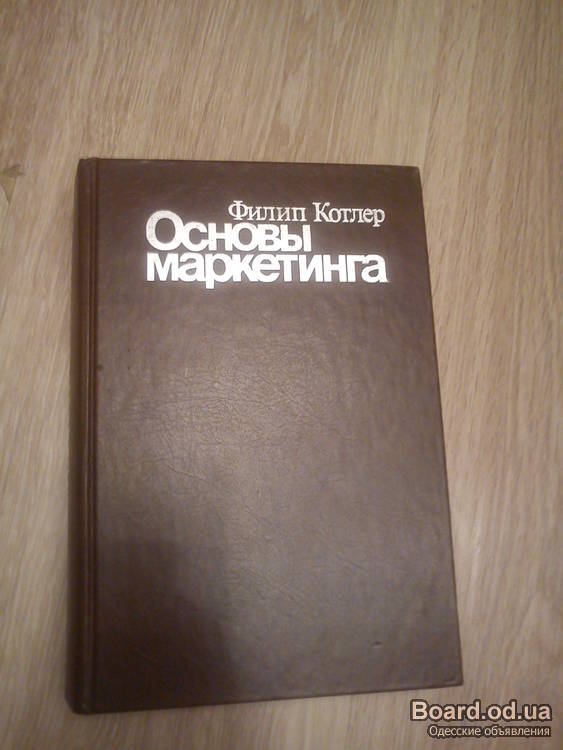 Филип Котлер
Основы
маркетинга
Board.od.ua
Одесские объявления